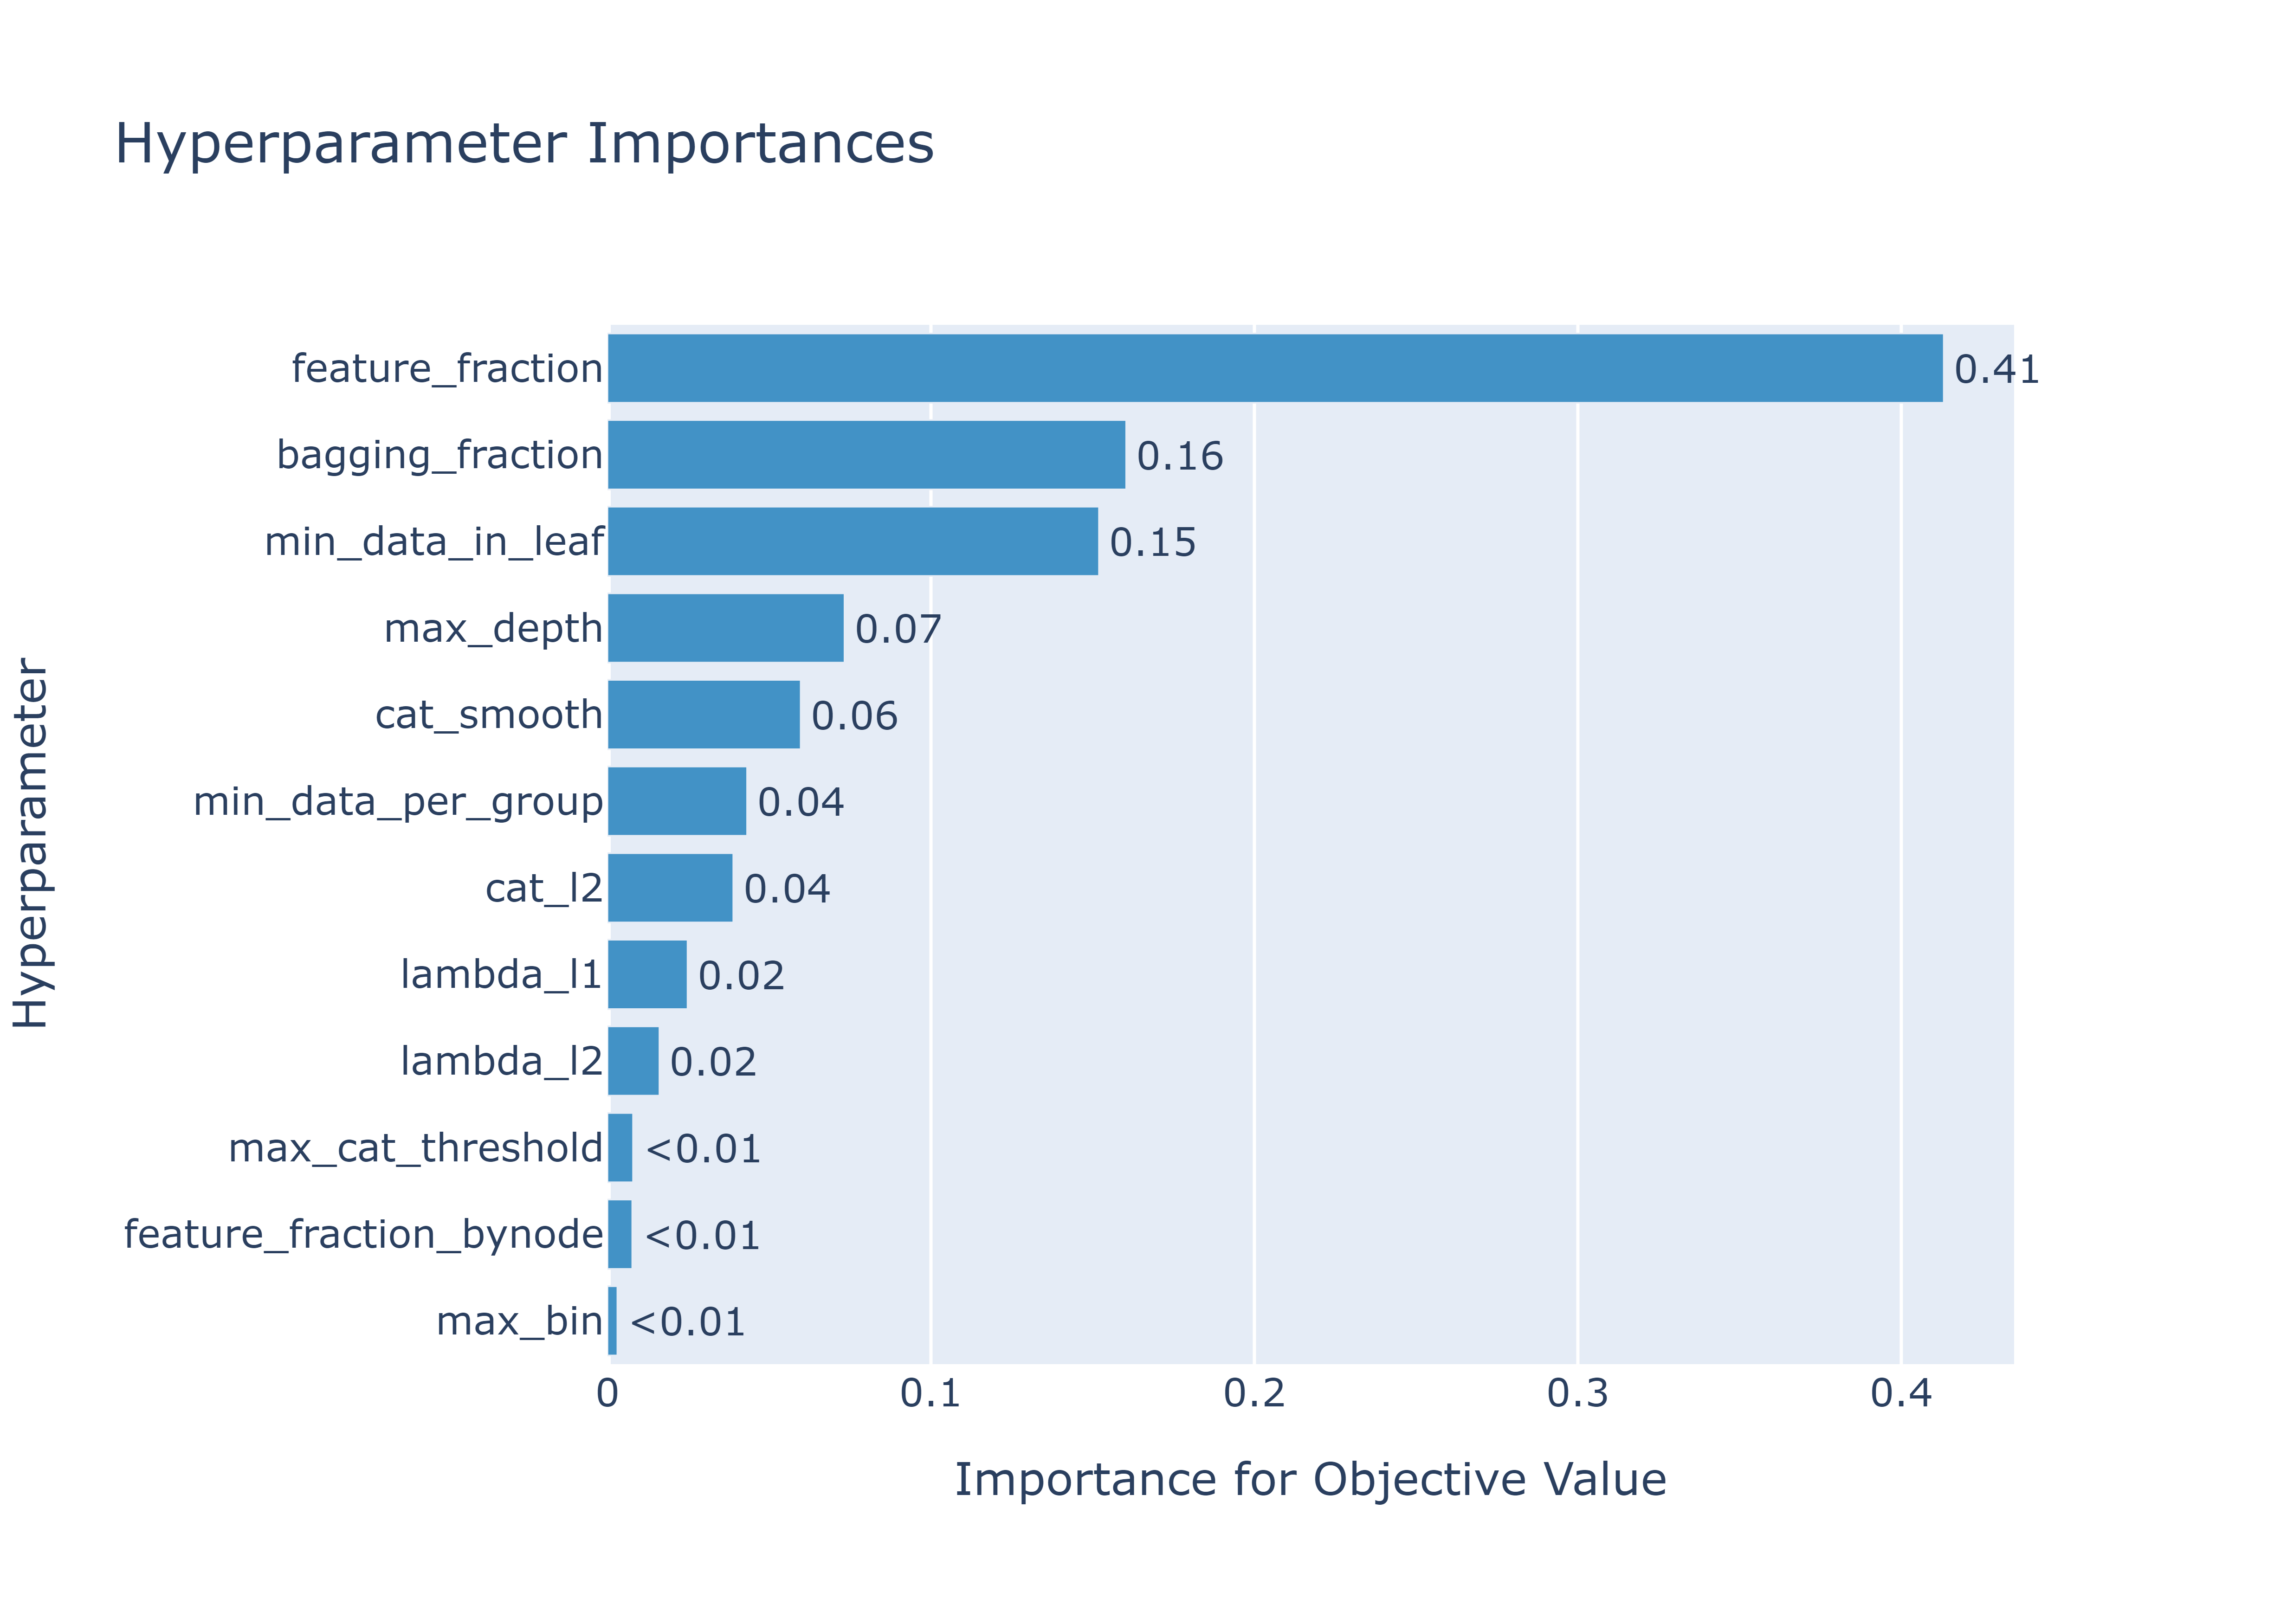 Hyperparameter Importances
Hyperparameter
feature_fraction 0.41
bagging_fraction 0.16
min_data_in_leaf 0.15
max_depth 0.07
cat_smooth 0.06
min_data_per_group 0.04
cat_l2 0.04
lambda_l1 0.02
lambda_l2 0.02
max_cat_threshold <0.01
feature_fraction_bynode <0.01
max_bin <0.01
0 0.1 0.2 0.3 0.4
Importance for Objective Value